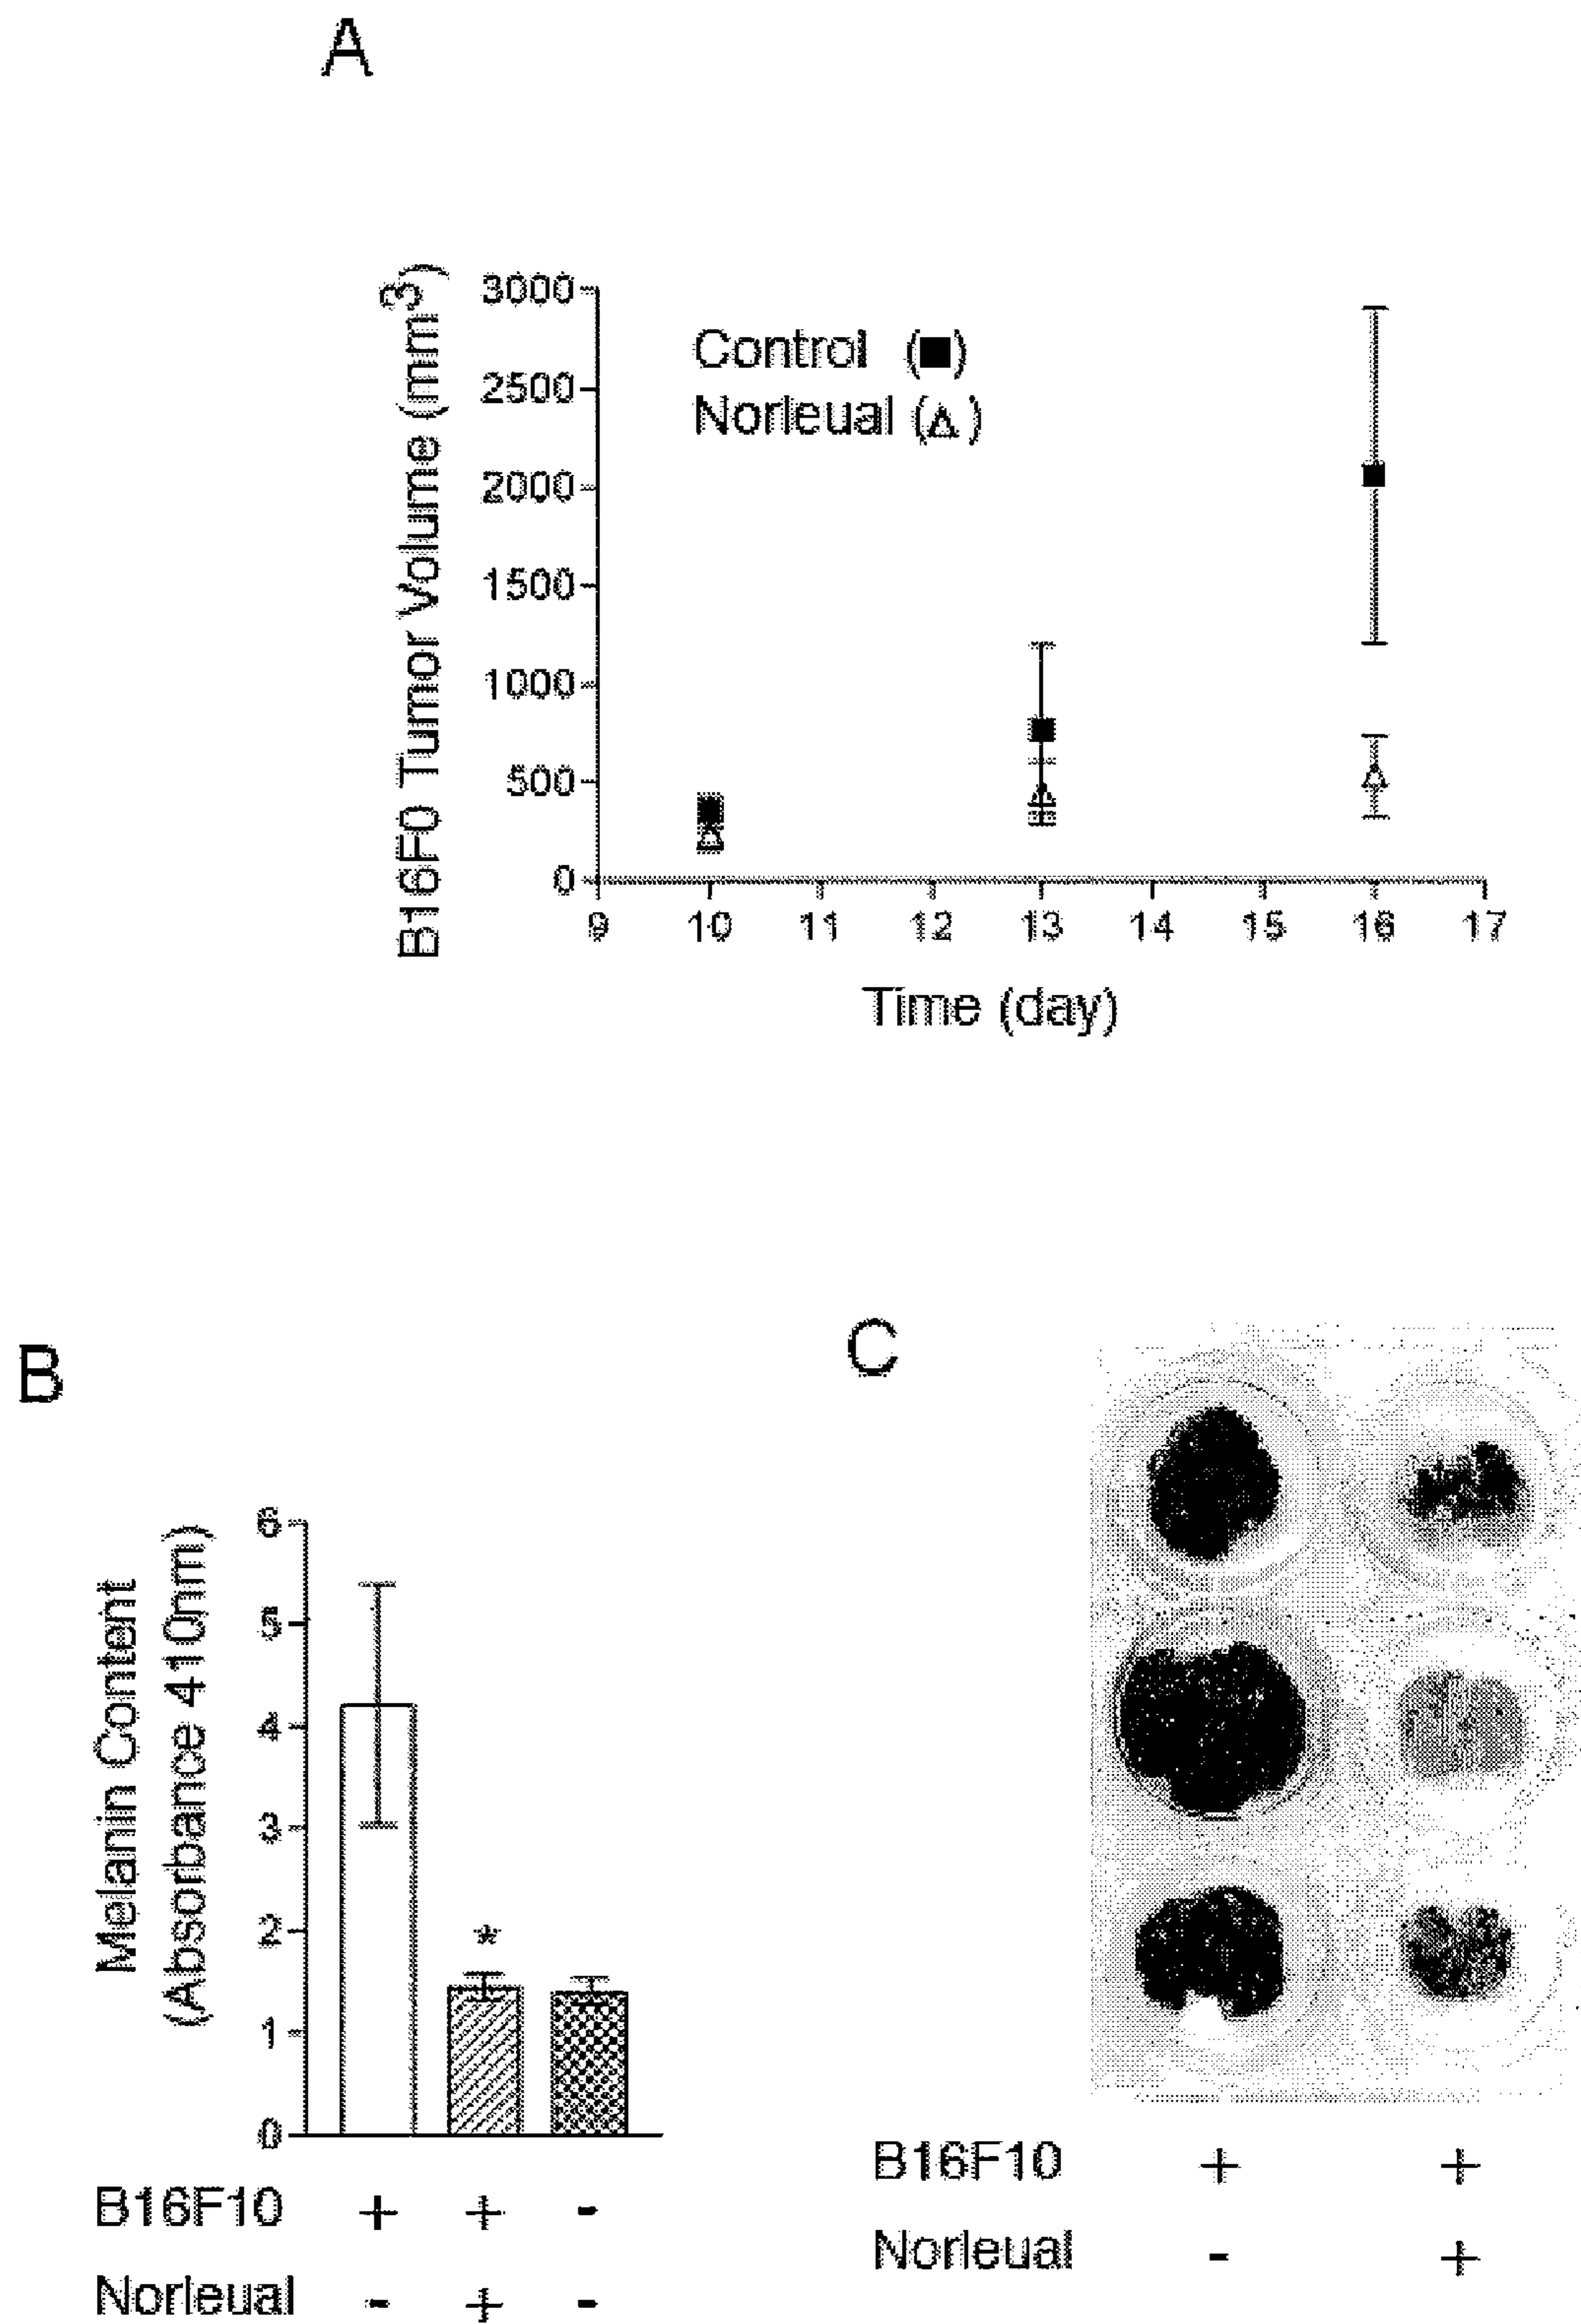 A
B16F0 Tumor Volume (mm3)
3000
2500
2000
1500
1000
500
0
Control (■)
Norleual (△)
9 10 11 12 13 14 15 16 17
Time (day)
B
Melanin Content
(Absorbance 410nm)
6
5
4
3
2
1
0
*
B16F10 + + -
Norleual - + -
C
B16F10 + +
Norleual - +